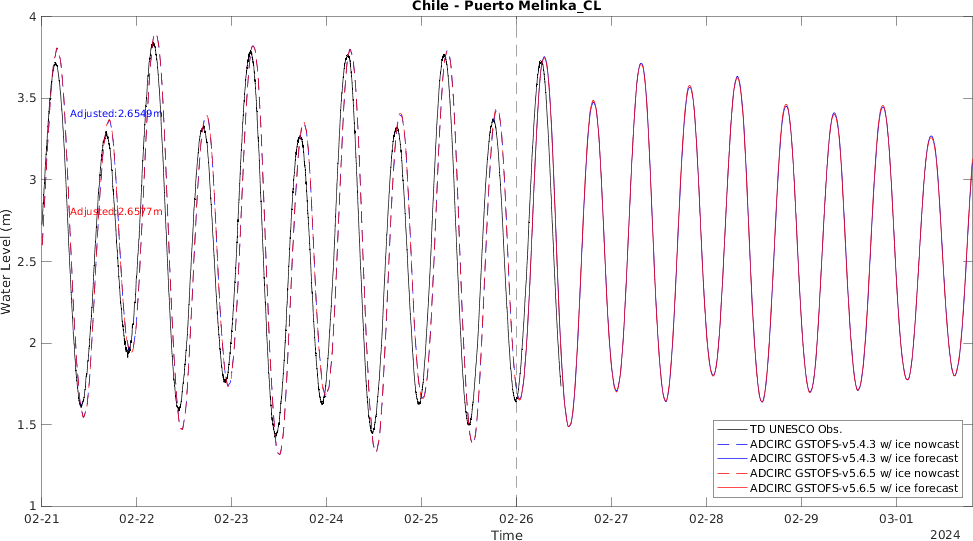 Chile - Puerto Melinka_CL
4
3.5
3
2.5
2
1.5
1
Water Level (m)
Adjusted:2.6549m
Adjusted:2.6577m
TD UNESCO Obs.
ADCIRC GSTOFS-v5.4.3 w/ ice nowcast
ADCIRC GSTOFS-v5.4.3 w/ ice forecast
ADCIRC GSTOFS-v5.6.5 w/ ice nowcast
ADCIRC GSTOFS-v5.6.5 w/ ice forecast
02-21 02-22 02-23 02-24 02-25 02-26 02-27 02-28 02-29 03-01
Time
2024